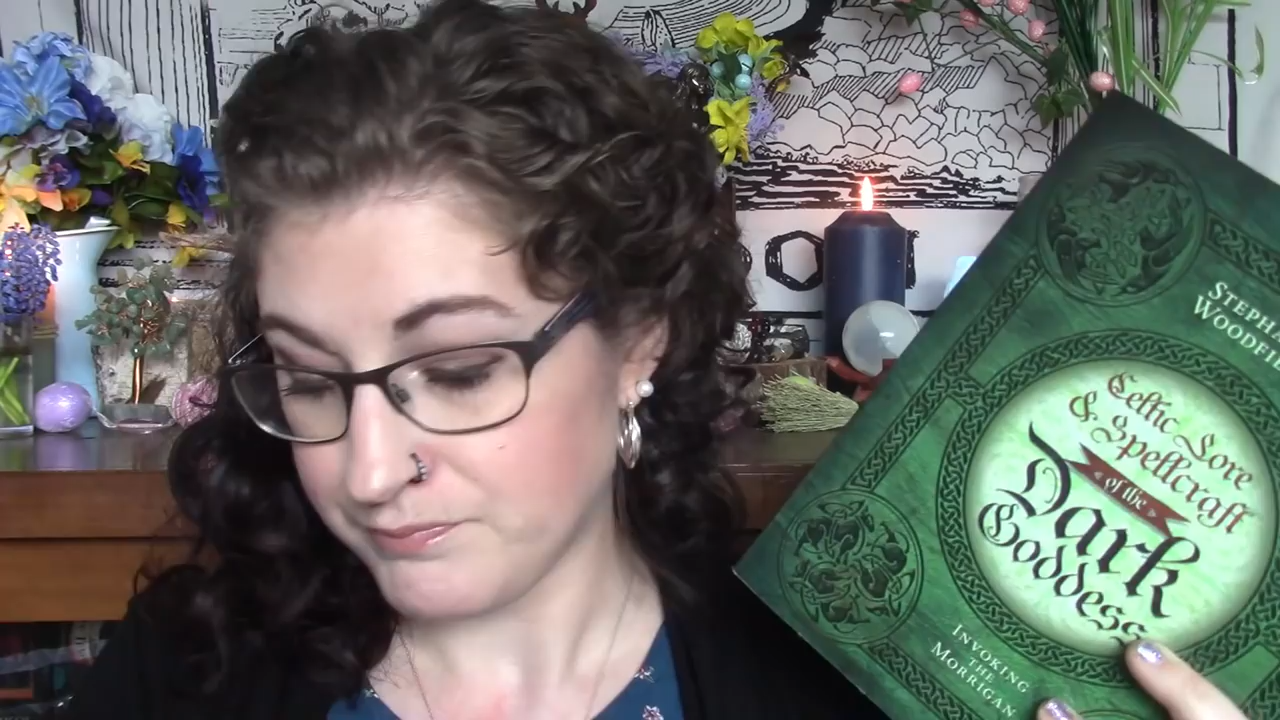 Celtic Lore
& Spellcraft
of the
Dark
Goddess
Invoking
the
Morrigan